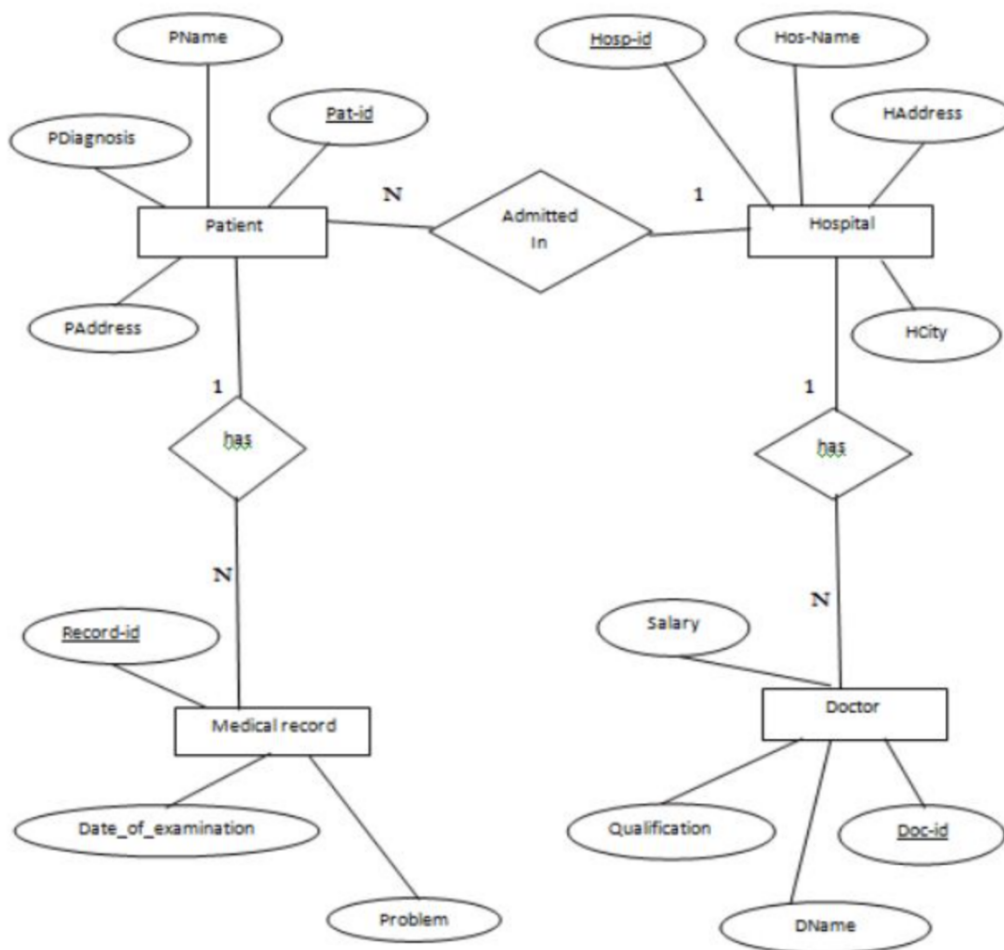 PName
Hosp-id
Hos-Name
PDiagnosis
Pat-id
HAddress
N
1
Patient
Admitted
In
Hospital
PAddress
HCity
1
1
has
has
N
N
Record-id
Salary
Medical record
Doctor
Date_of_examination
Qualification
Doc-id
Problem
DName